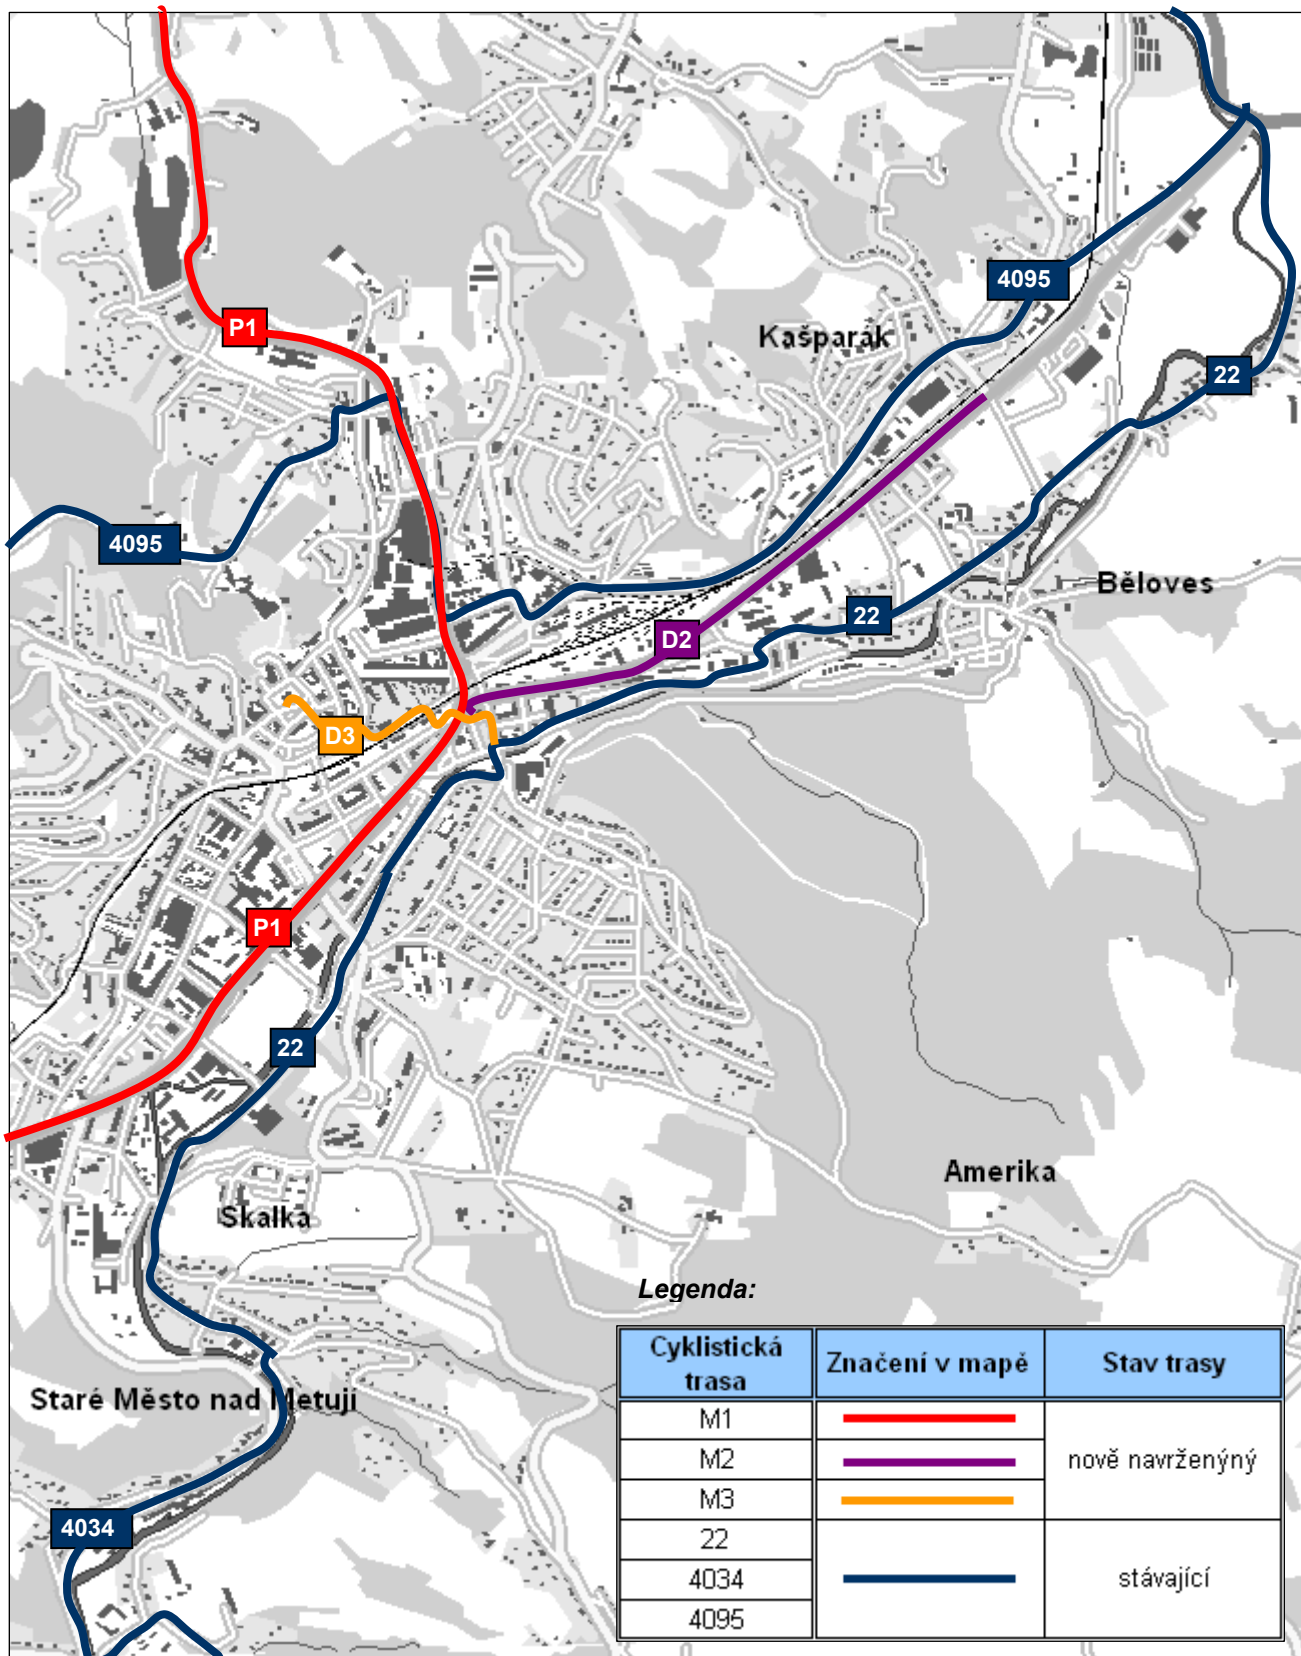 4095
P1
Kašparák
22
4095
Běloves
22
D2
D3
P1
22
Amerika
Skalka
Legenda:
Cyklistická trasa
Značení v mapě
Stav trasy
M1
M2
nově navrženýný
M3
22
4034
stávající
4095
Staré Město nad Metují
4034